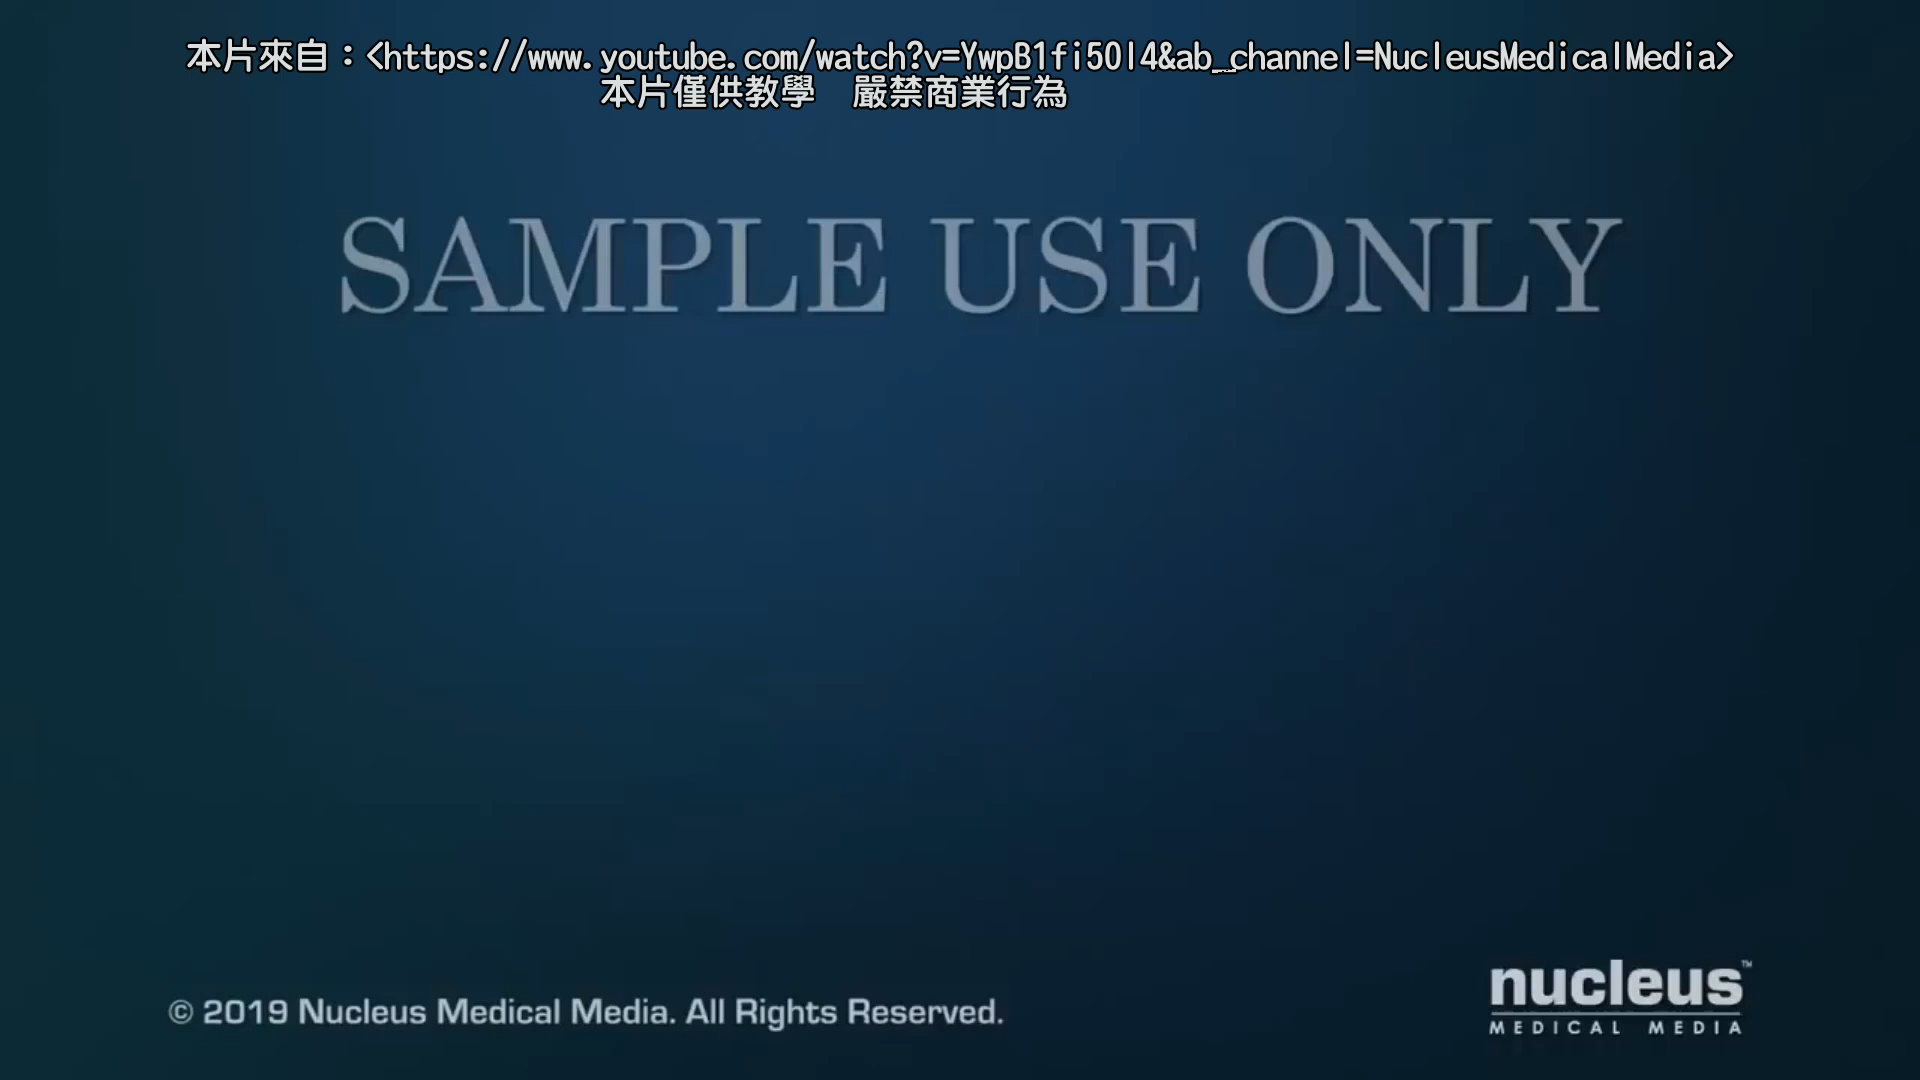 本片來自：<https://www.youtube.com/watch?v=YwpB1fi50l4&ab_channel=NucleusMedicalMedia>
本片僅供教學　嚴禁商業行為
SAMPLE USE ONLY
© 2019 Nucleus Medical Media. All Rights Reserved.
nucleus™
MEDICAL MEDIA